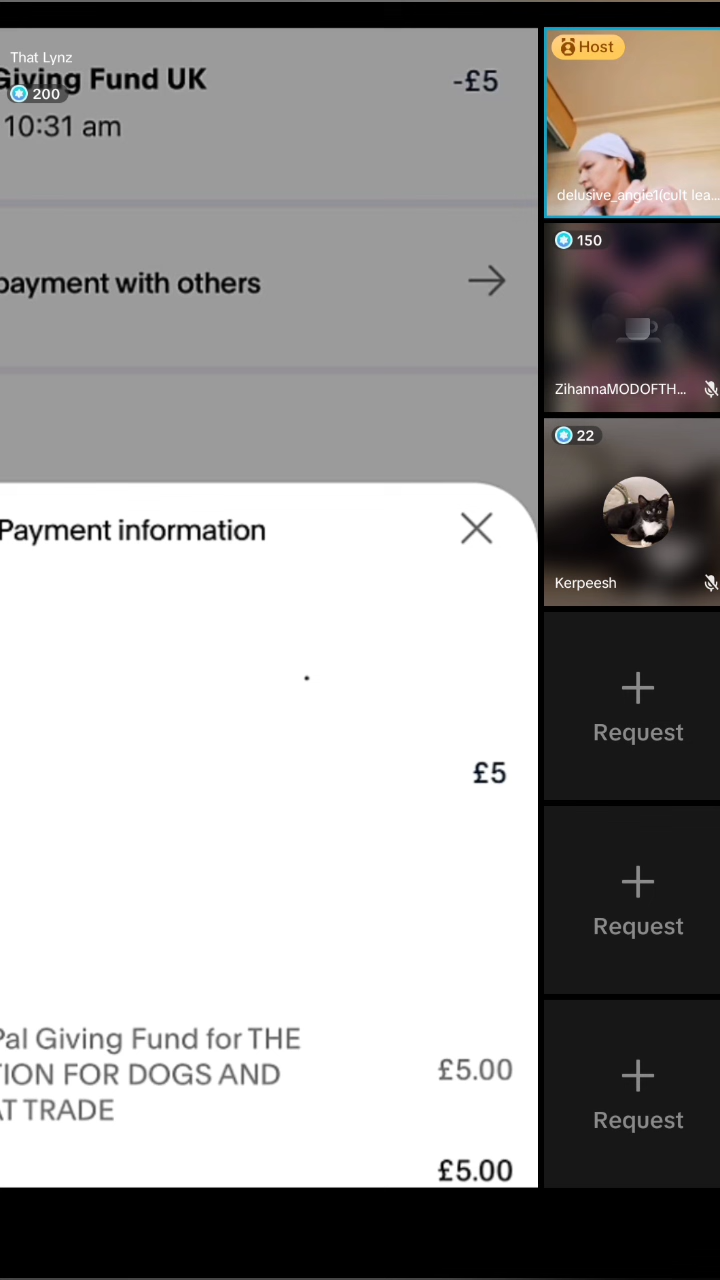 That Lynz
Giving Fund UK
-£5
200
10:31 am
payment with others
Payment information
£5
Pal Giving Fund for THE
TION FOR DOGS AND
AT TRADE
£5.00
£5.00
Host
delusive_angie1(cult lea...
150
ZihannaMODOFTH...
22
Kerpeesh
Request
Request
Request